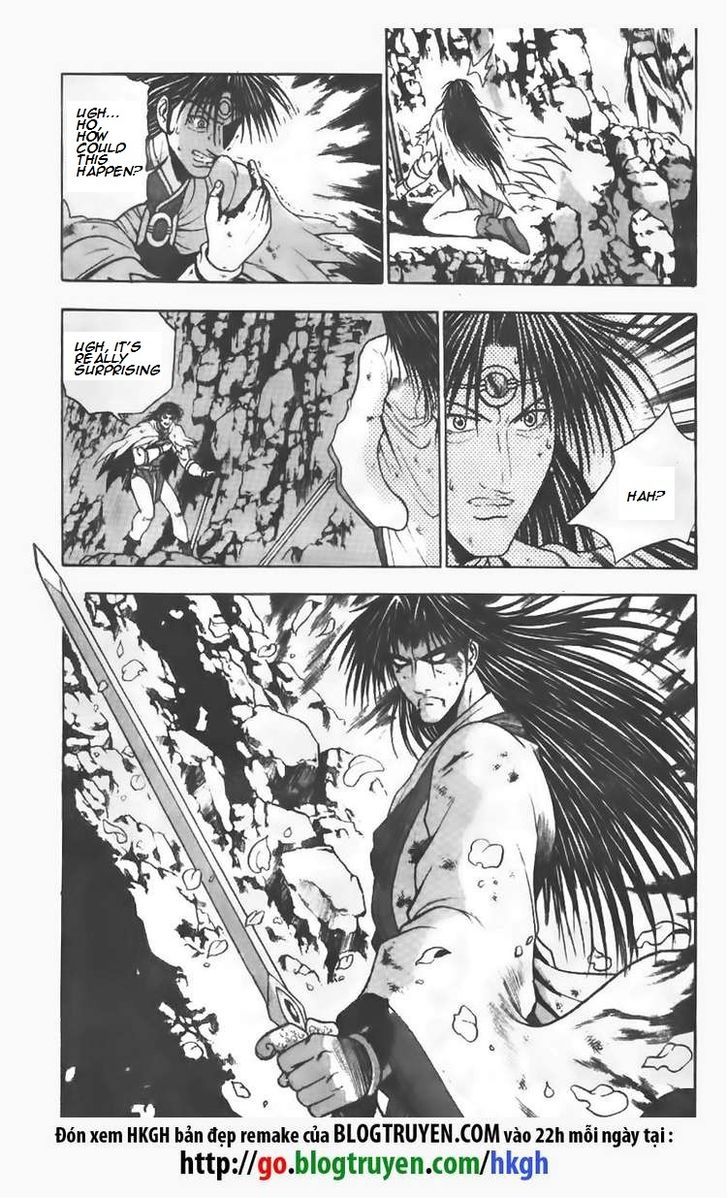 UGH...
HO,
HOW
COULD
THIS
HAPPEN?
UGH, IT'S
REALLY
SURPRISING
HAH?
Đón xem HKGH bản đẹp remake của BLOGTRUYEN.COM vào 22h mỗi ngày tại :
http://go.blogtruyen.com/hkgh